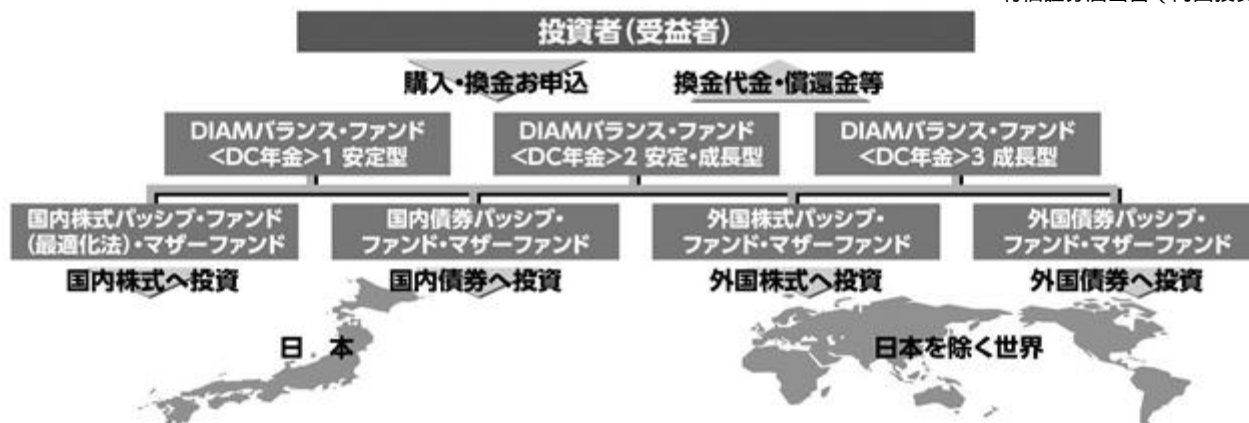 投資者(受益者)
購入・換金お申込
換金代金・償還金等
DIAMバランス・ファンド
<DC年金>1 安定型
DIAMバランス・ファンド
<DC年金>2 安定・成長型
DIAMバランス・ファンド
<DC年金>3 成長型
国内株式パッシブ・ファンド
(最適化法)・マザーファンド
国内債券パッシブ・
ファンド・マザーファンド
外国株式パッシブ・
ファンド・マザーファンド
外国債券パッシブ・
ファンド・マザーファンド
国内株式へ投資
国内債券へ投資
外国株式へ投資
外国債券へ投資
日 本
日本を除く世界